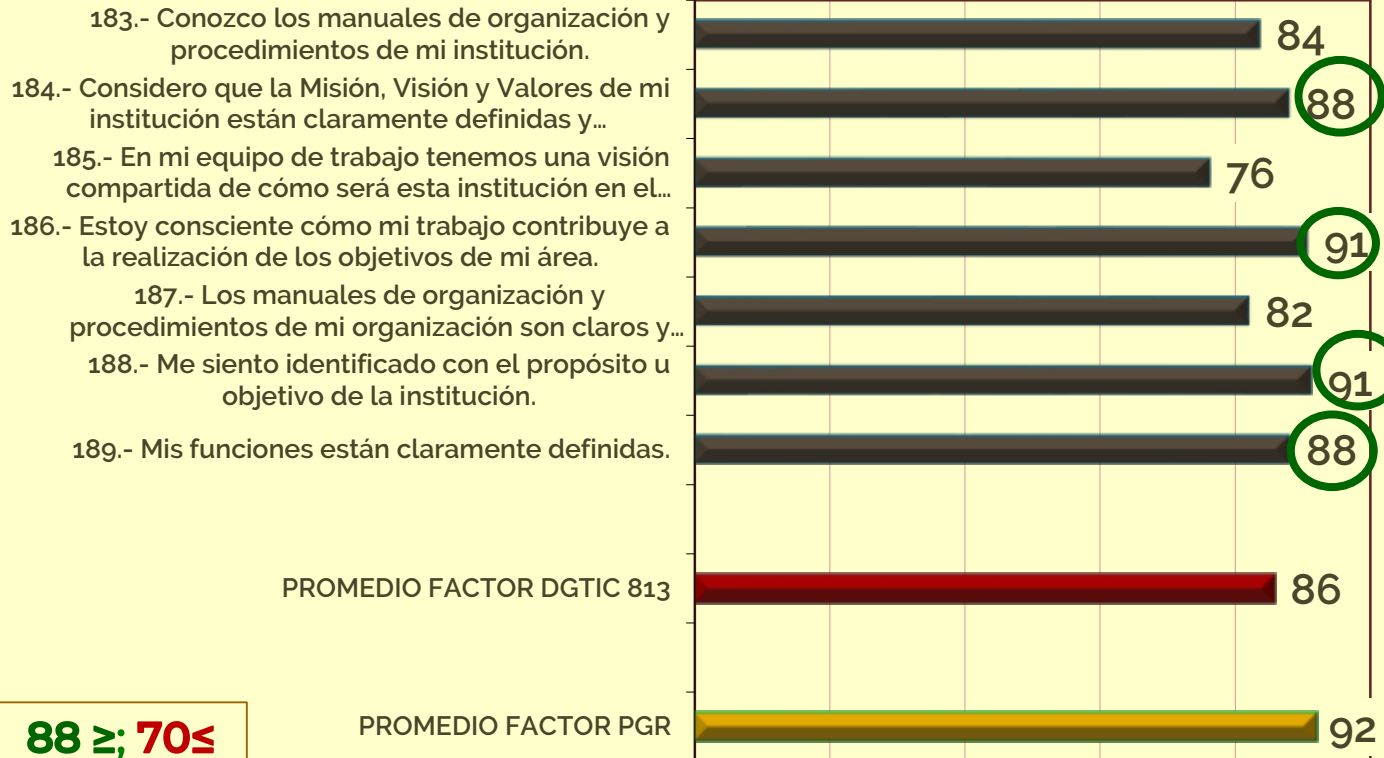 183.- Conozco los manuales de organización y
procedimientos de mi institución.
84
184.- Considero que la Misión, Visión y Valores de mi
institución están claramente definidas y…
88
185.- En mi equipo de trabajo tenemos una visión
compartida de cómo será esta institución en el…
76
186.- Estoy consciente cómo mi trabajo contribuye a
la realización de los objetivos de mi área.
91
187.- Los manuales de organización y
procedimientos de mi organización son claros y…
82
188.- Me siento identificado con el propósito u
objetivo de la institución.
91
189.- Mis funciones están claramente definidas.
88
PROMEDIO FACTOR DGTIC 813
86
PROMEDIO FACTOR PGR
92
88 ≥; 70≤